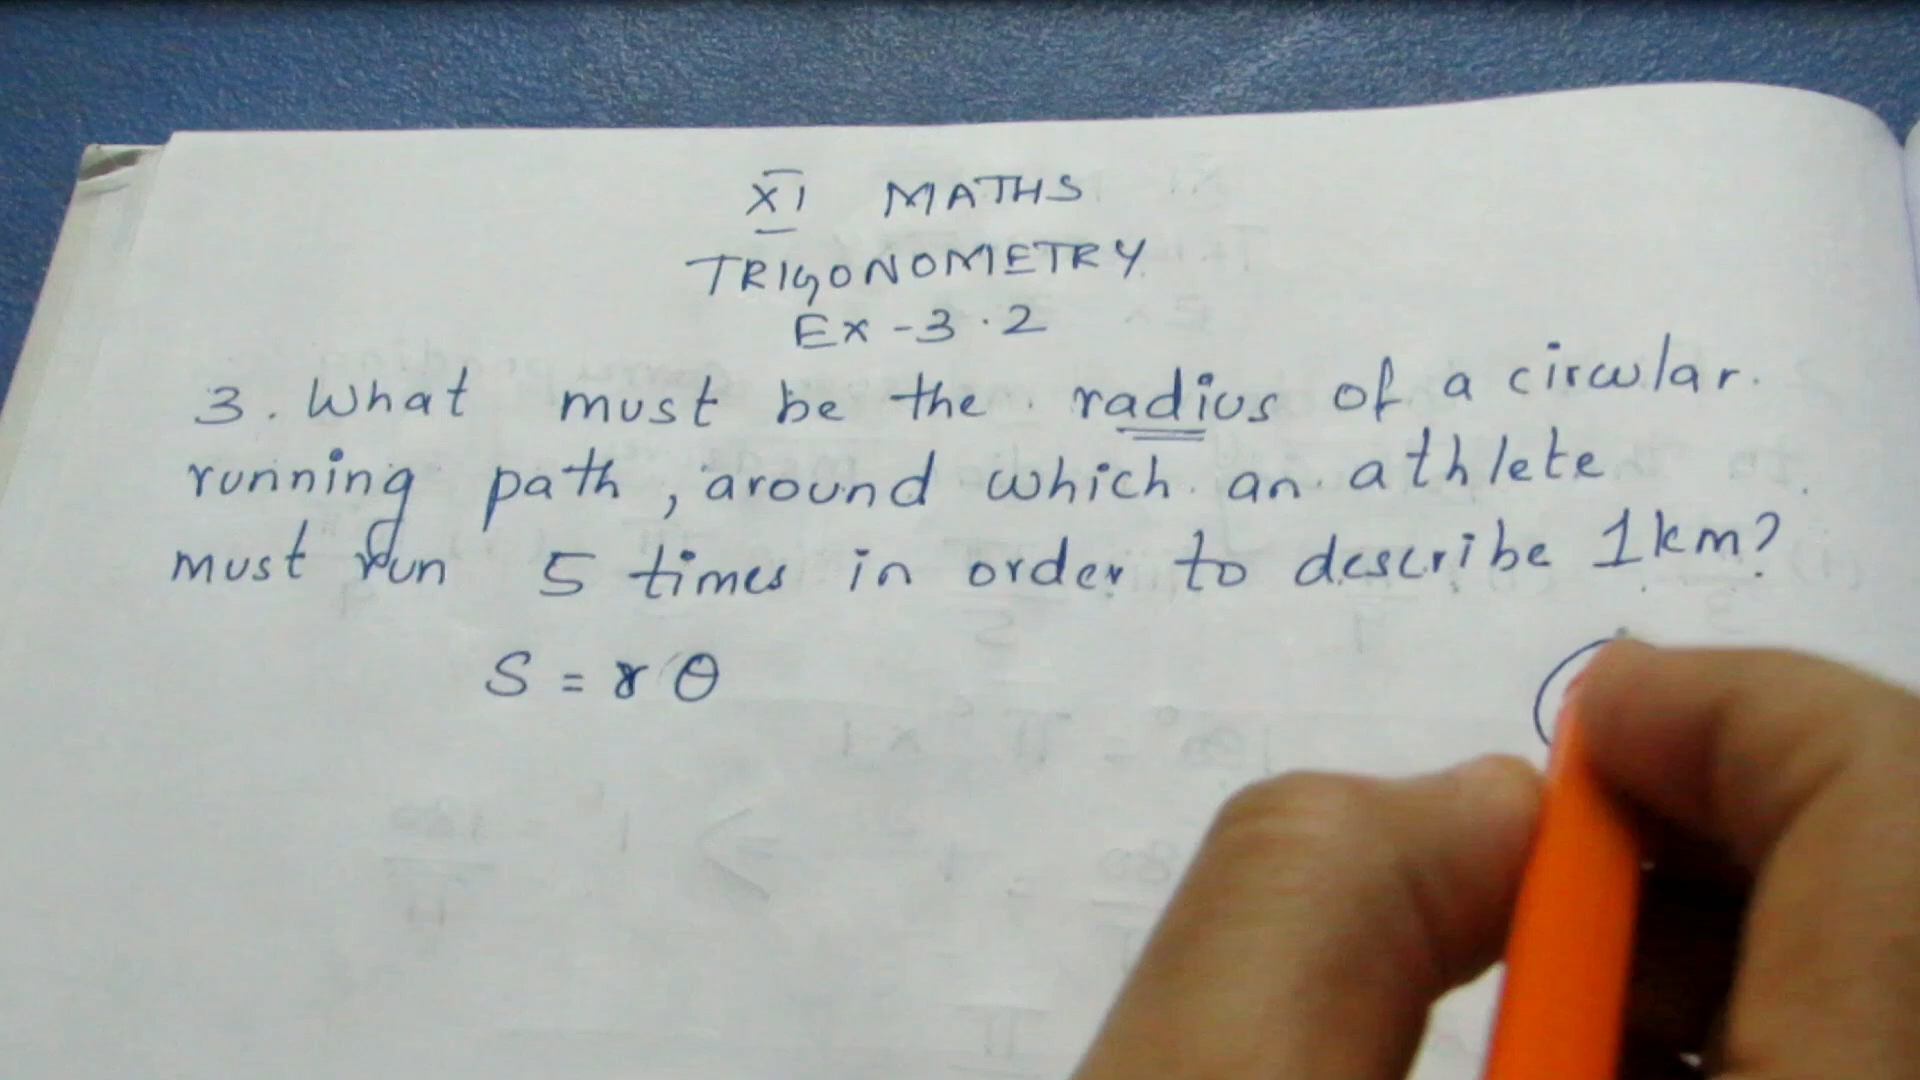 XI MATHS
TRIGONOMETRY
Ex-3.2
3. What must be the radius of a circular
running path, around which an athlete
must run 5 times in order to describe 1km?
S = r θ